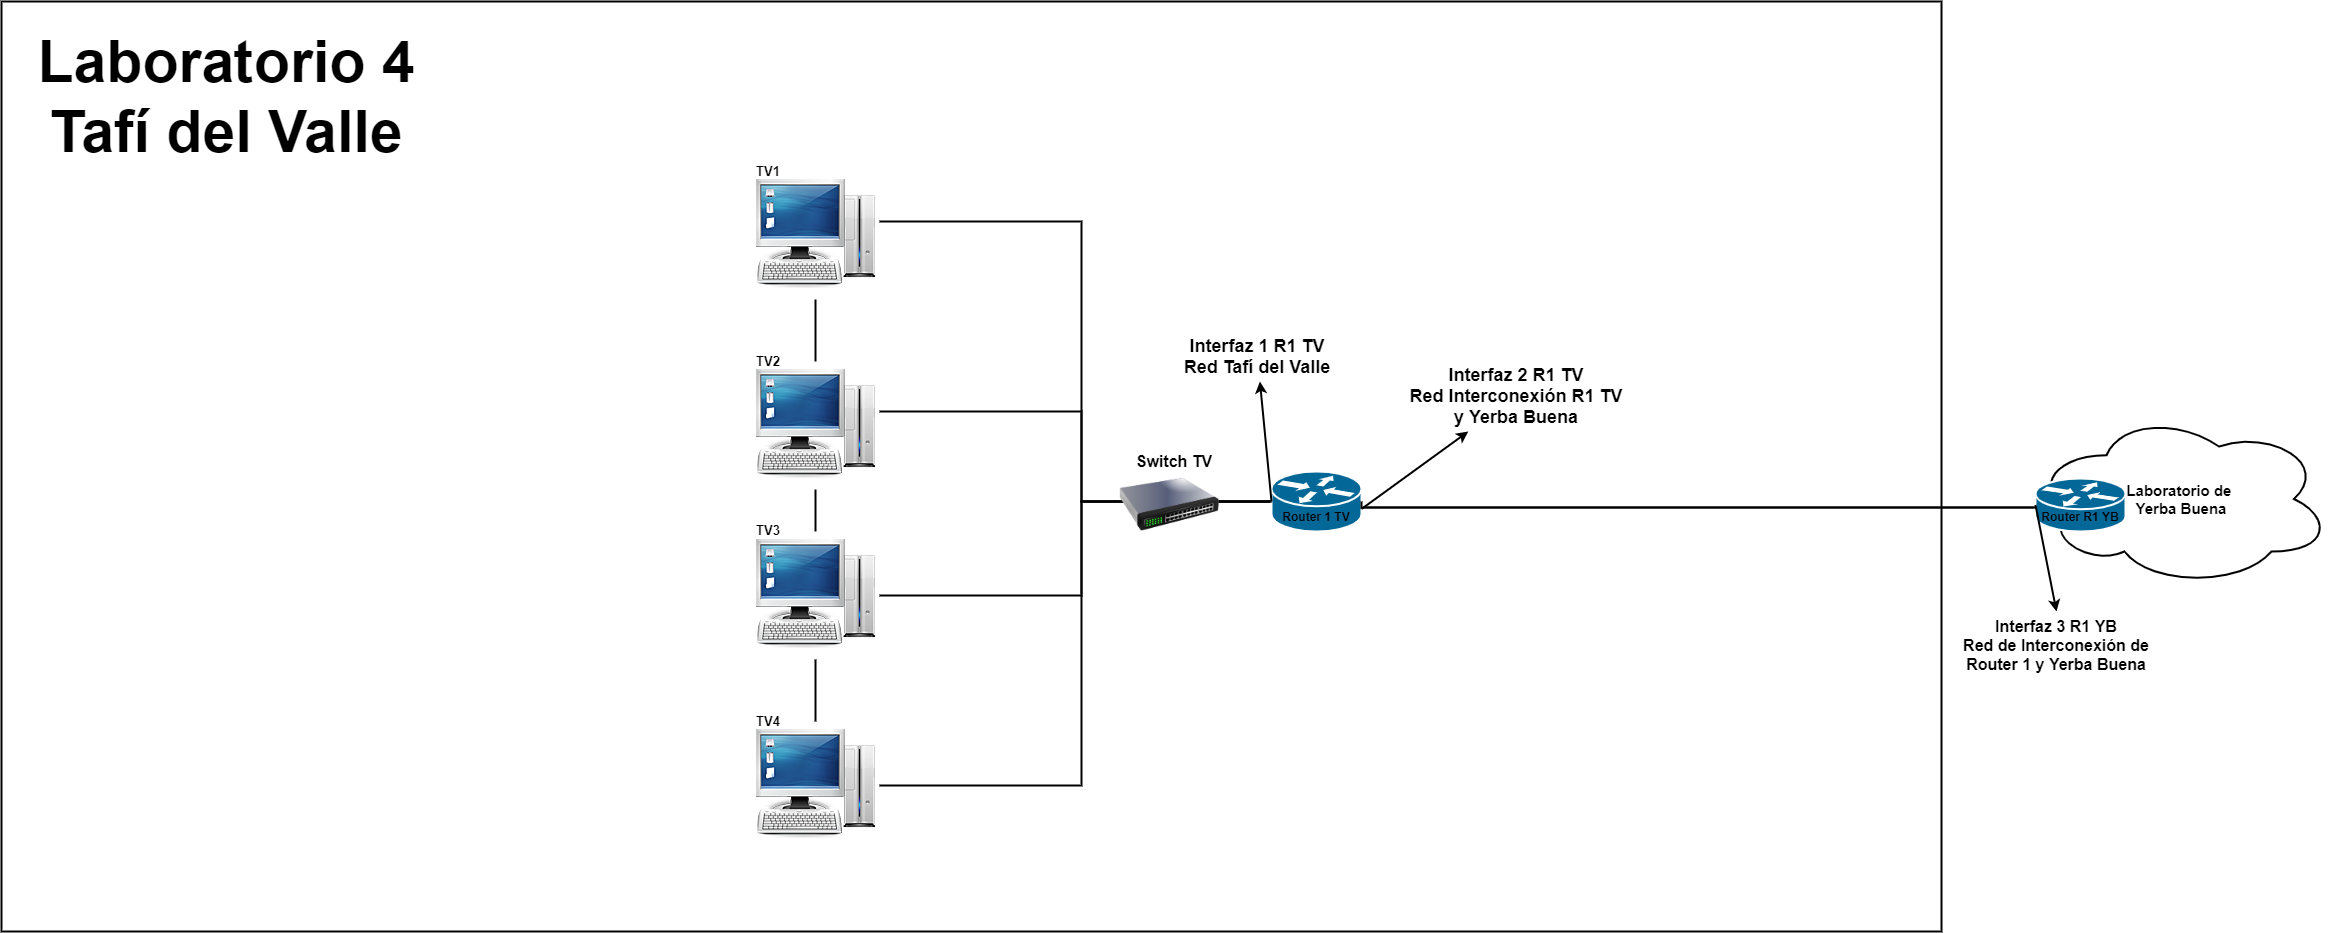 Laboratorio 4
Tafí del Valle
TV1
TV2
TV3
TV4
Switch TV
Interfaz 1 R1 TV
Red Tafí del Valle
Router 1 TV
Interfaz 2 R1 TV
Red Interconexión R1 TV
y Yerba Buena
Router R1 YB
Laboratorio de
Yerba Buena
Interfaz 3 R1 YB
Red de Interconexión de
Router 1 y Yerba Buena